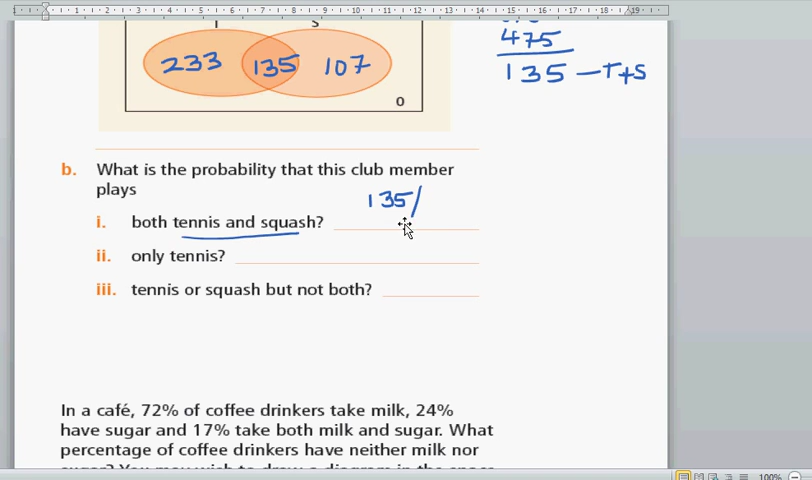 S
475
233 135 107
135 — T+S
0
b. What is the probability that this club member
plays
135/
i. both tennis and squash?
ii. only tennis?
iii. tennis or squash but not both?
In a café, 72% of coffee drinkers take milk, 24%
have sugar and 17% take both milk and sugar. What
percentage of coffee drinkers have neither milk nor
100%